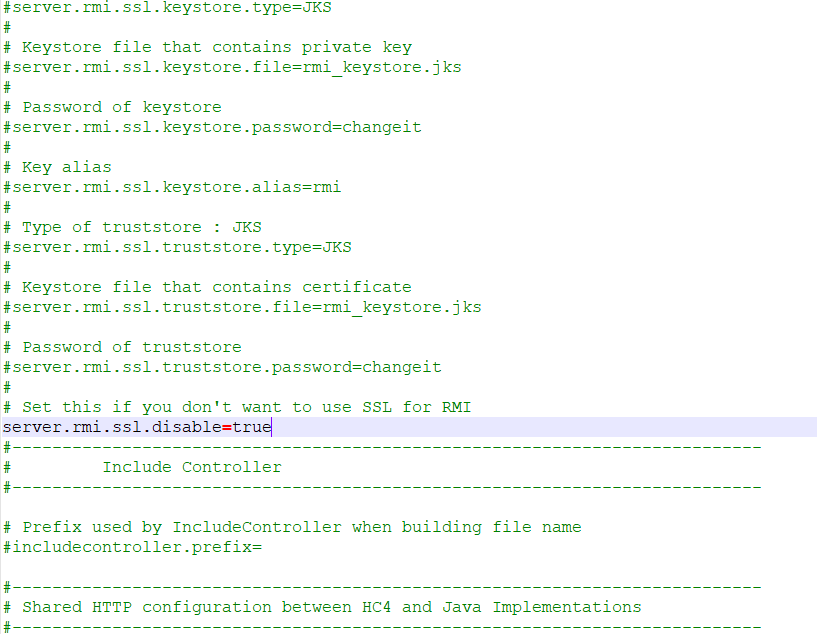 #server.rmi.ssl.keystore.type=JKS
#
# Keystore file that contains private key
#server.rmi.ssl.keystore.file=rmi_keystore.jks
#
# Password of keystore
#server.rmi.ssl.keystore.password=changeit
#
# Key alias
#server.rmi.ssl.keystore.alias=rmi
#
# Type of truststore : JKS
#server.rmi.ssl.truststore.type=JKS
#
# Keystore file that contains certificate
#server.rmi.ssl.truststore.file=rmi_keystore.jks
#
# Password of truststore
#server.rmi.ssl.truststore.password=changeit
#
# Set this if you don't want to use SSL for RMI
server.rmi.ssl.disable=true
#---------------------------------------------------------------------------
#         Include Controller
#---------------------------------------------------------------------------

# Prefix used by IncludeController when building file name
#includecontroller.prefix=

#---------------------------------------------------------------------------
# Shared HTTP configuration between HC4 and Java Implementations
#---------------------------------------------------------------------------